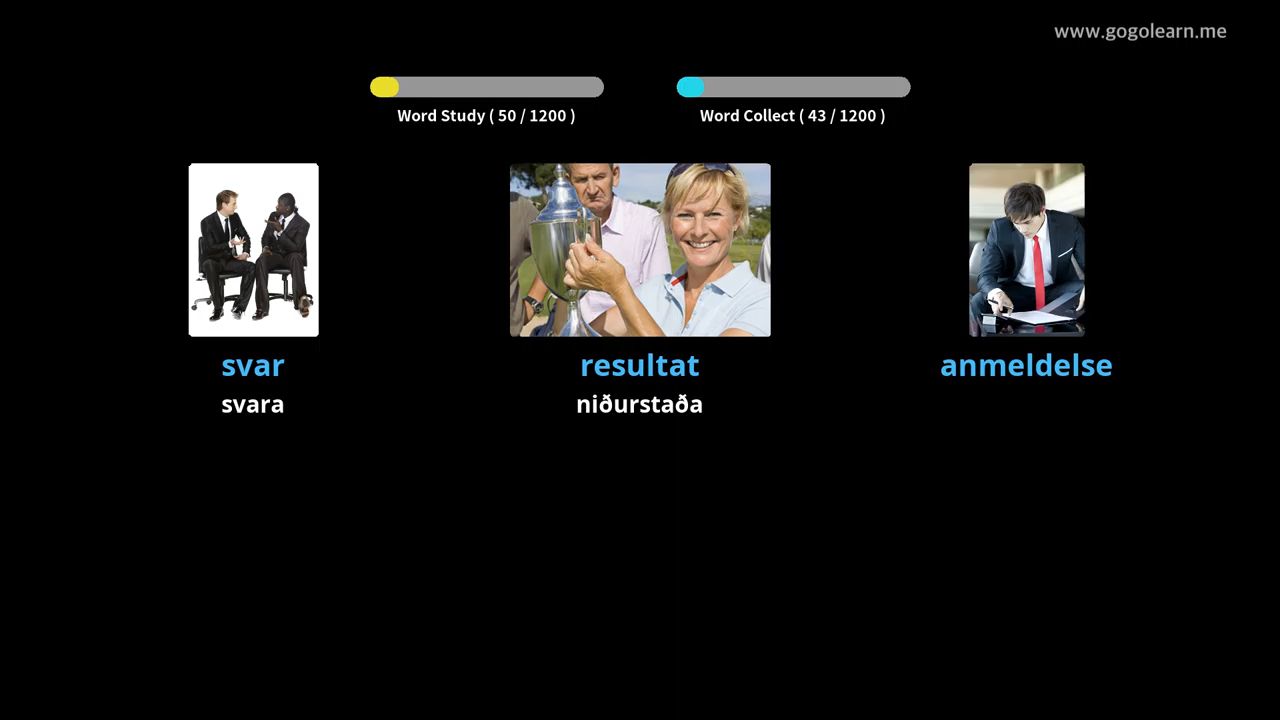 www.gogolearn.me
Word Study ( 50 / 1200 )
Word Collect ( 43 / 1200 )
svar
resultat
anmeldelse
svara
niðurstaða